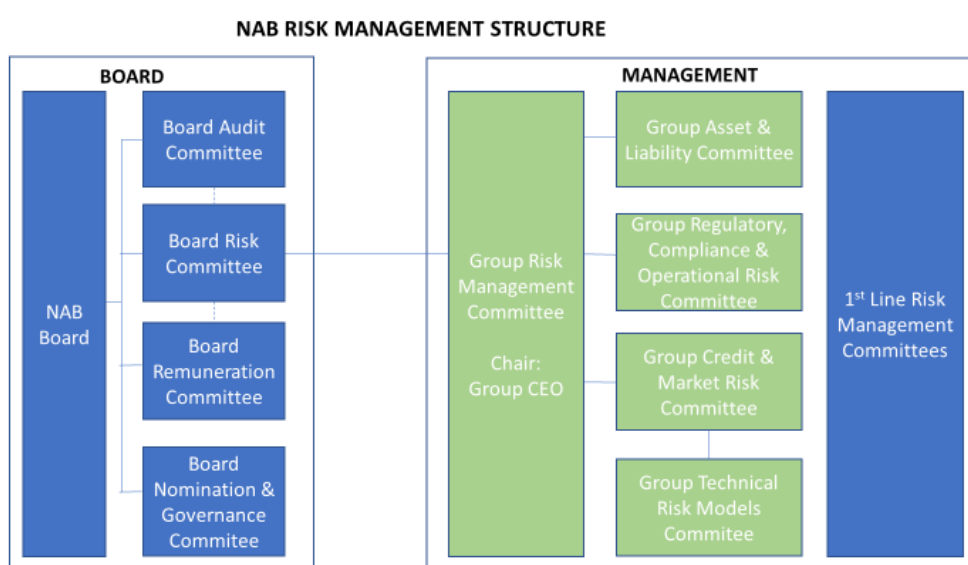 NAB RISK MANAGEMENT STRUCTURE
BOARD
NAB
Board
Board Audit
Committee
Board Risk
Committee
Board
Remuneration
Committee
Board
Nomination &
Governance
Commitee
MANAGEMENT
Group Risk
Management
Committee
Chair:
Group CEO
Group Asset &
Liability Committee
Group Regulatory,
Compliance &
Operational Risk
Committee
Group Credit &
Market Risk
Committee
Group Technical
Risk Models
Commitee
1st Line Risk
Management
Committees